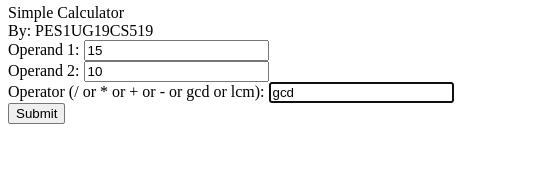 Simple Calculator
By: PES1UG19CS519
Operand 1: 15
Operand 2: 10
Operator (/ or * or + or - or gcd or lcm): gcd
Submit